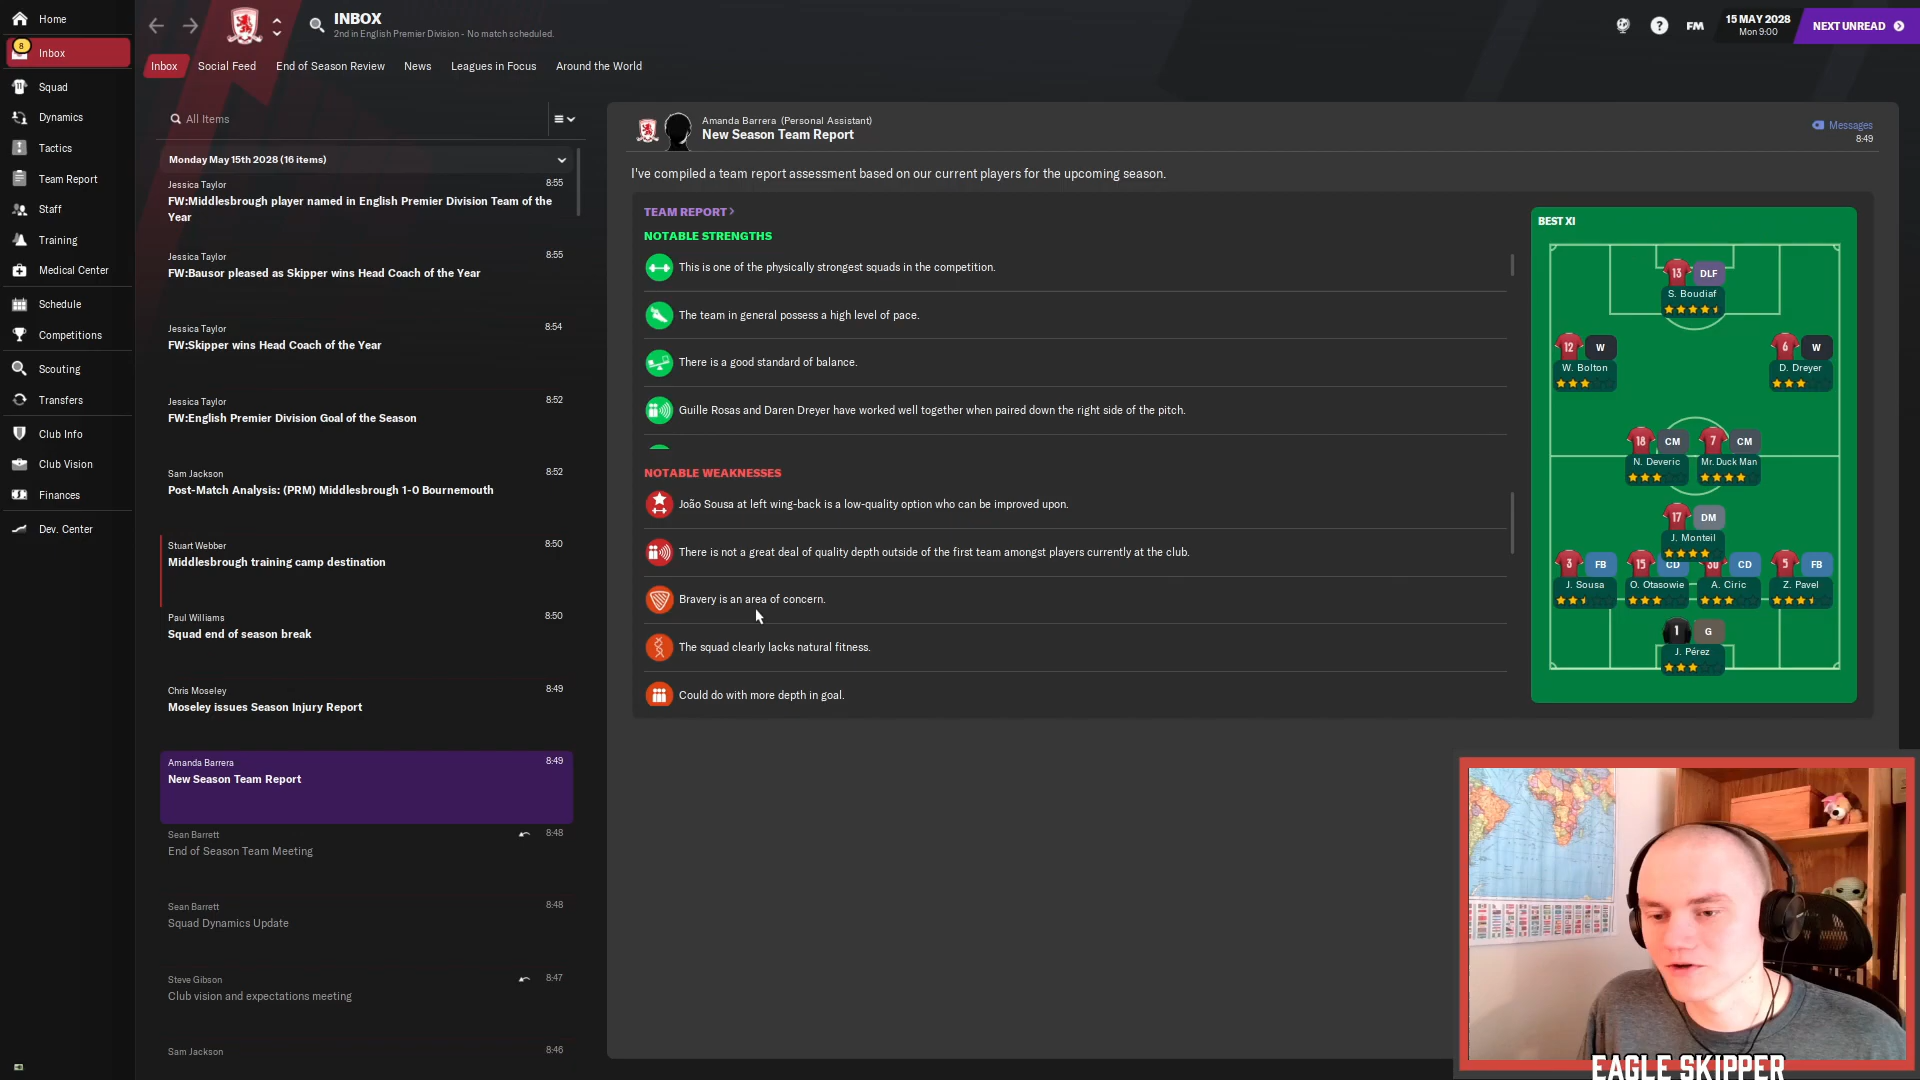 Home
8
Inbox
Squad
Dynamics
Tactics
Team Report
Staff
Training
Medical Center
Schedule
Competitions
Scouting
Transfers
Club Info
Club Vision
Finances
Dev. Center
INBOX
2nd in English Premier Division - No match scheduled.
FM
15 MAY 2028
Mon 9:00
NEXT UNREAD
Inbox
Social Feed
End of Season Review
News
Leagues in Focus
Around the World
All Items
Monday May 15th 2028 (16 items)
Jessica Taylor 8:55
FW:Middlesbrough player named in English Premier Division Team of the
Year
Jessica Taylor 8:55
FW:Bausor pleased as Skipper wins Head Coach of the Year
Jessica Taylor 8:54
FW:Skipper wins Head Coach of the Year
Jessica Taylor 8:52
FW:English Premier Division Goal of the Season
Sam Jackson 8:52
Post-Match Analysis: (PRM) Middlesbrough 1-0 Bournemouth
Stuart Webber 8:50
Middlesbrough training camp destination
Paul Williams 8:50
Squad end of season break
Chris Moseley 8:49
Moseley issues Season Injury Report
Amanda Barrera 8:49
New Season Team Report
Sean Barrett 8:48
End of Season Team Meeting
Sean Barrett 8:48
Squad Dynamics Update
Steve Gibson 8:47
Club vision and expectations meeting
Sam Jackson 8:46
Amanda Barrera (Personal Assistant)
New Season Team Report
Messages
8:49
I've compiled a team report assessment based on our current players for the upcoming season.
TEAM REPORT >
NOTABLE STRENGTHS
This is one of the physically strongest squads in the competition.
The team in general possess a high level of pace.
There is a good standard of balance.
Guille Rosas and Daren Dreyer have worked well together when paired down the right side of the pitch.
NOTABLE WEAKNESSES
João Sousa at left wing-back is a low-quality option who can be improved upon.
There is not a great deal of quality depth outside of the first team amongst players currently at the club.
Bravery is an area of concern.
The squad clearly lacks natural fitness.
Could do with more depth in goal.
BEST XI
13 DLF
S. Boudiaf
12 W
W. Bolton
6 W
D. Dreyer
18 CM
N. Deveric
7 CM
Mr. Duck Man
17 DM
J. Monteil
3 FB
J. Sousa
15 CD
O. Otasowie
30 CD
A. Ciric
5 FB
Z. Pavel
1 G
J. Pérez
EAGLE SKIPPER